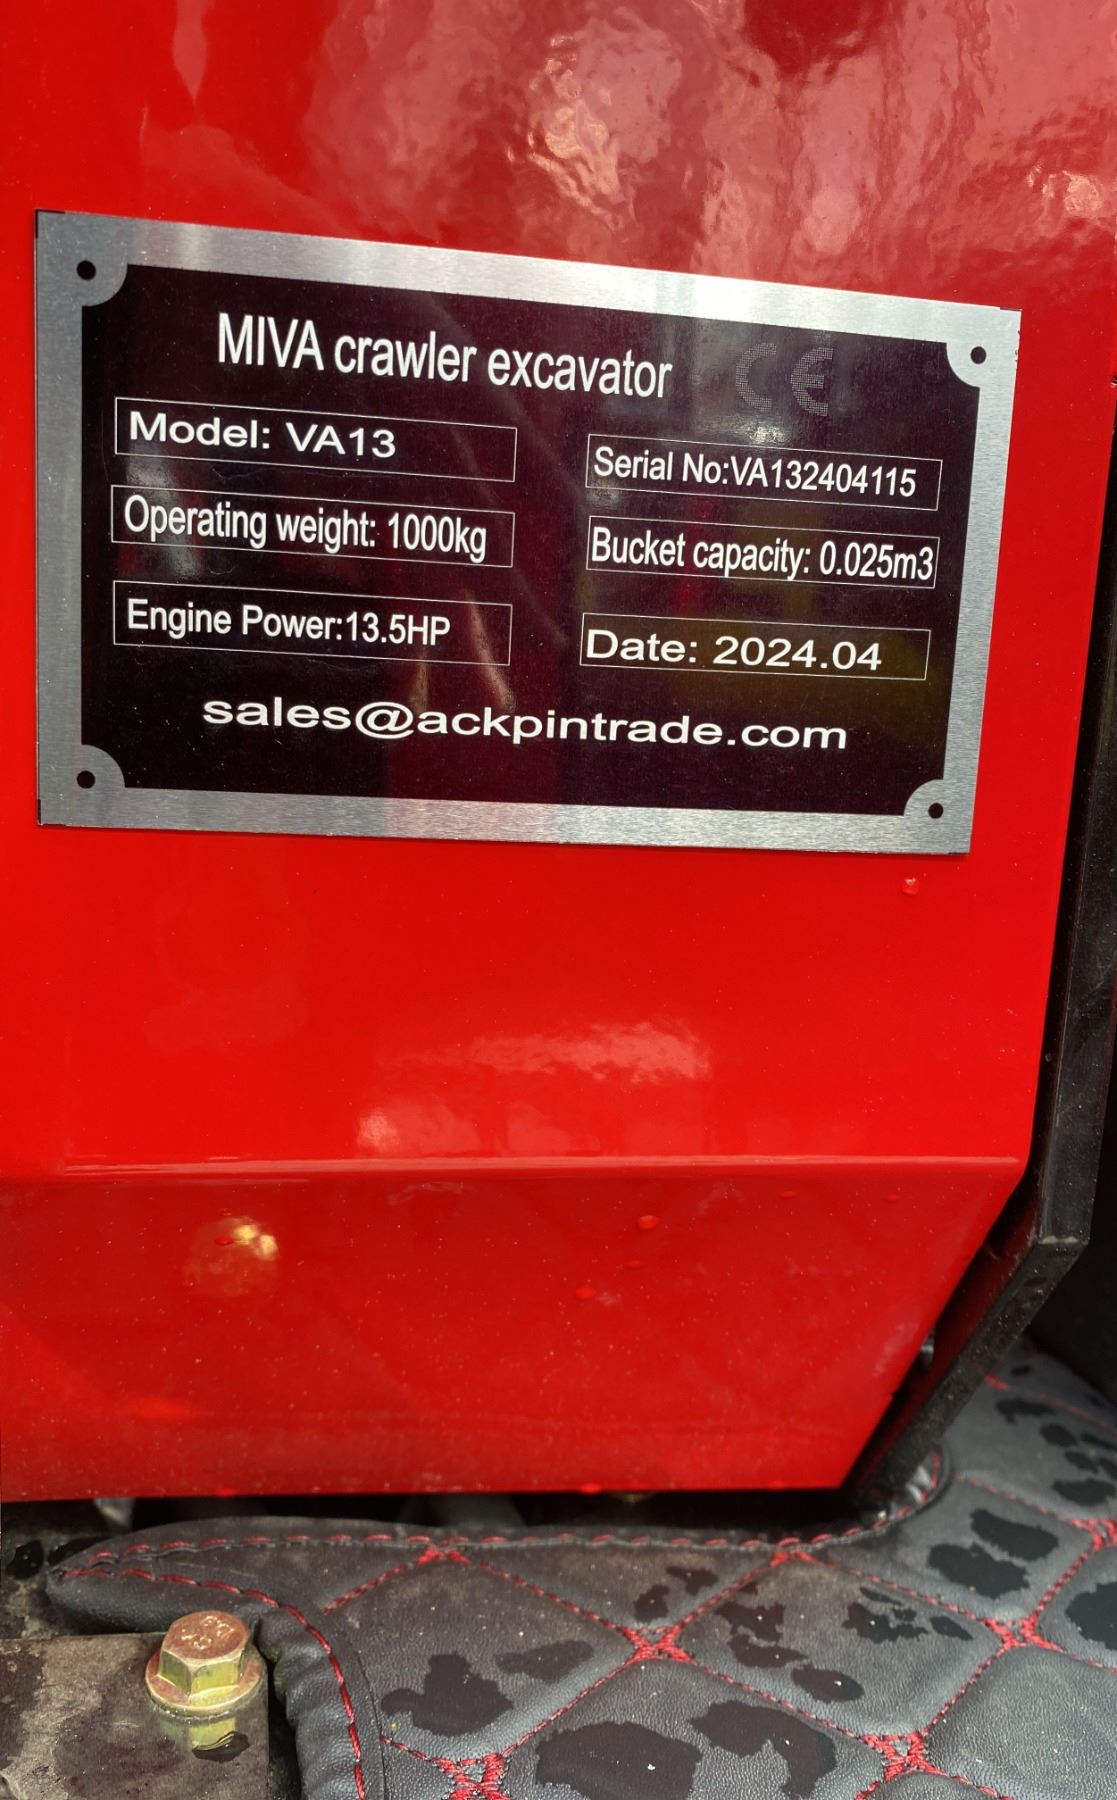 MIVA crawler excavator CE
Model: VA13
Serial No:VA132404115
Operating weight: 1000kg
Bucket capacity: 0.025m3
Engine Power:13.5HP
Date: 2024.04
sales@ackpintrade.com